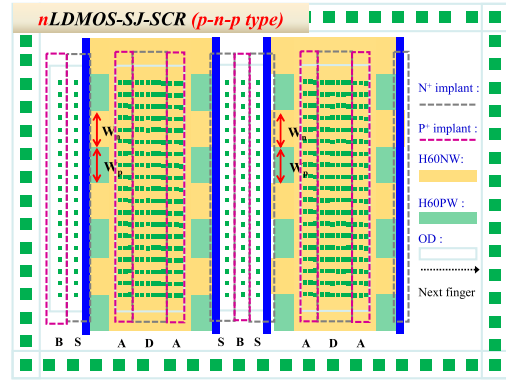 nLDMOS-SJ-SCR (p-n-p type)
N+ implant :
P+ implant :
H60NW:
H60PW:
OD :
Next finger
Wn
Wn
Wp
Wp
B S A D A S B S A D A